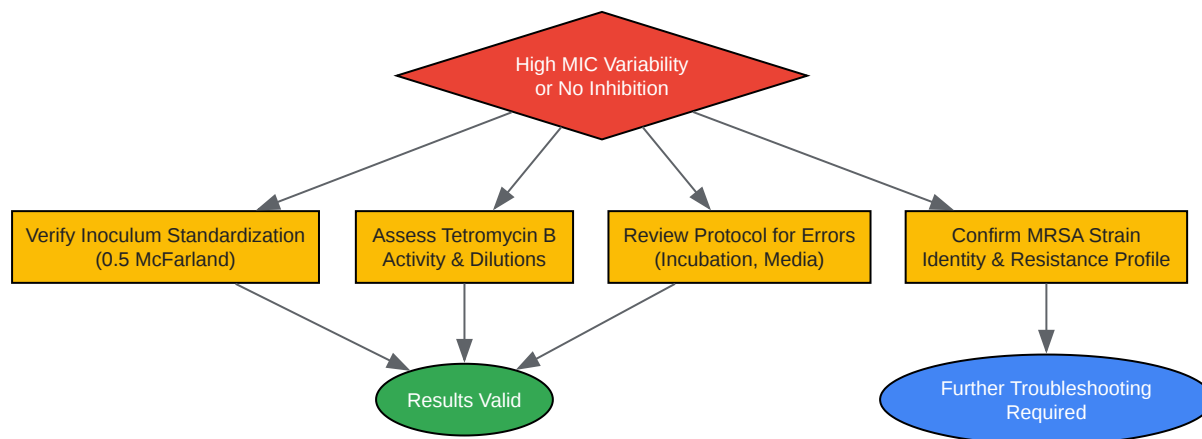 High MIC Variability
or No Inhibition
Verify Inoculum Standardization
(0.5 McFarland)
Assess Tetromycin B
Activity & Dilutions
Review Protocol for Errors
(Incubation, Media)
Confirm MRSA Strain
Identity & Resistance Profile
Results Valid
Further Troubleshooting
Required